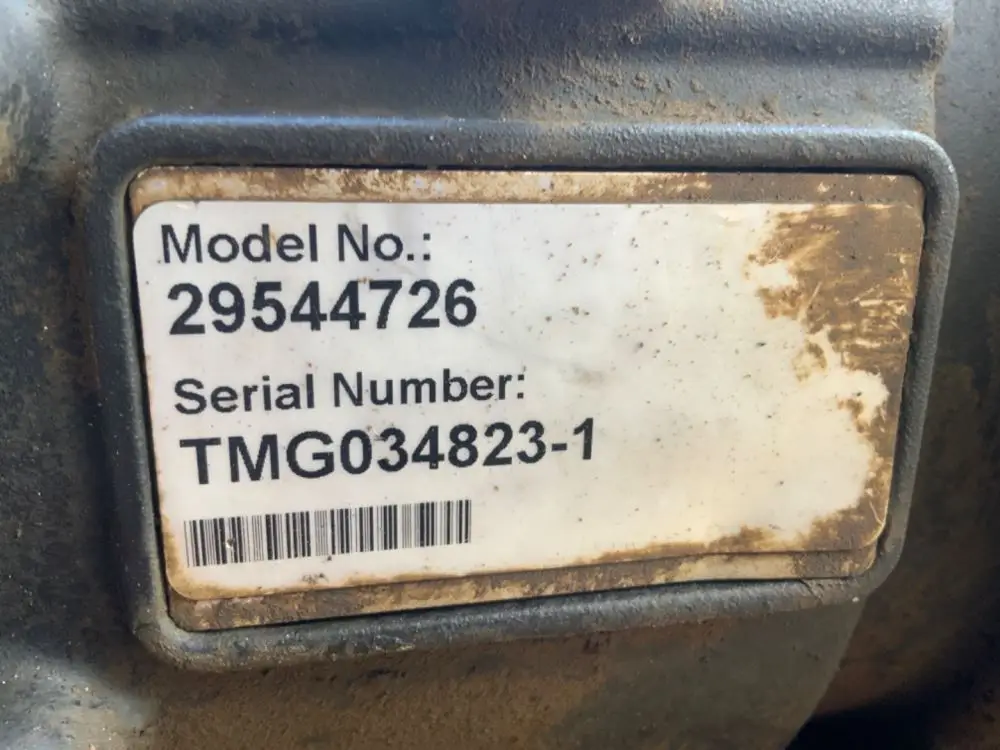 Model No.:
29544726
Serial Number:
TMG034823-1